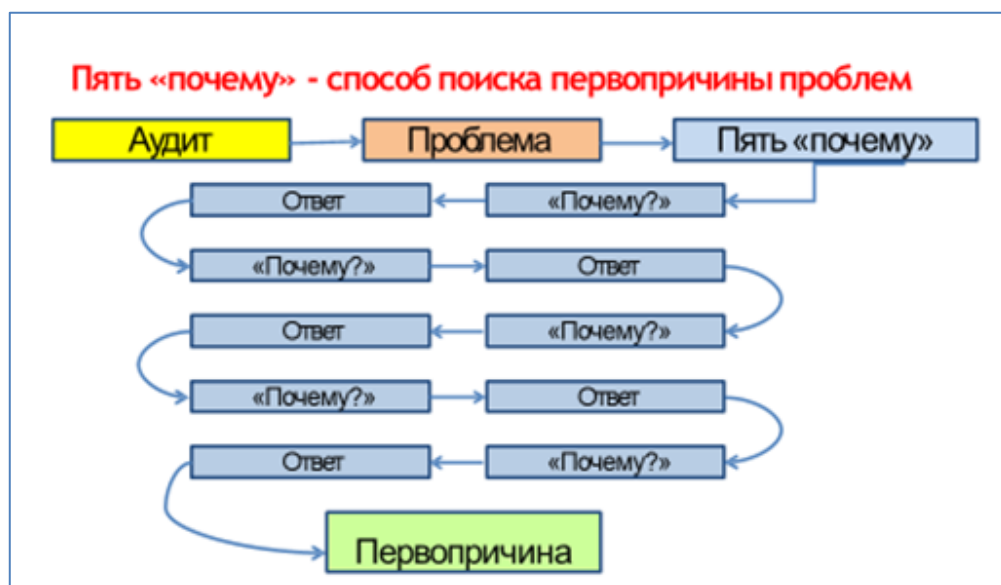 Пять «почему» - способ поиска первопричины проблем
Аудит
Проблема
Пять «почему»
Ответ
«Почему?»
«Почему?»
Ответ
Ответ
«Почему?»
«Почему?»
Ответ
Ответ
«Почему?»
Первопричина